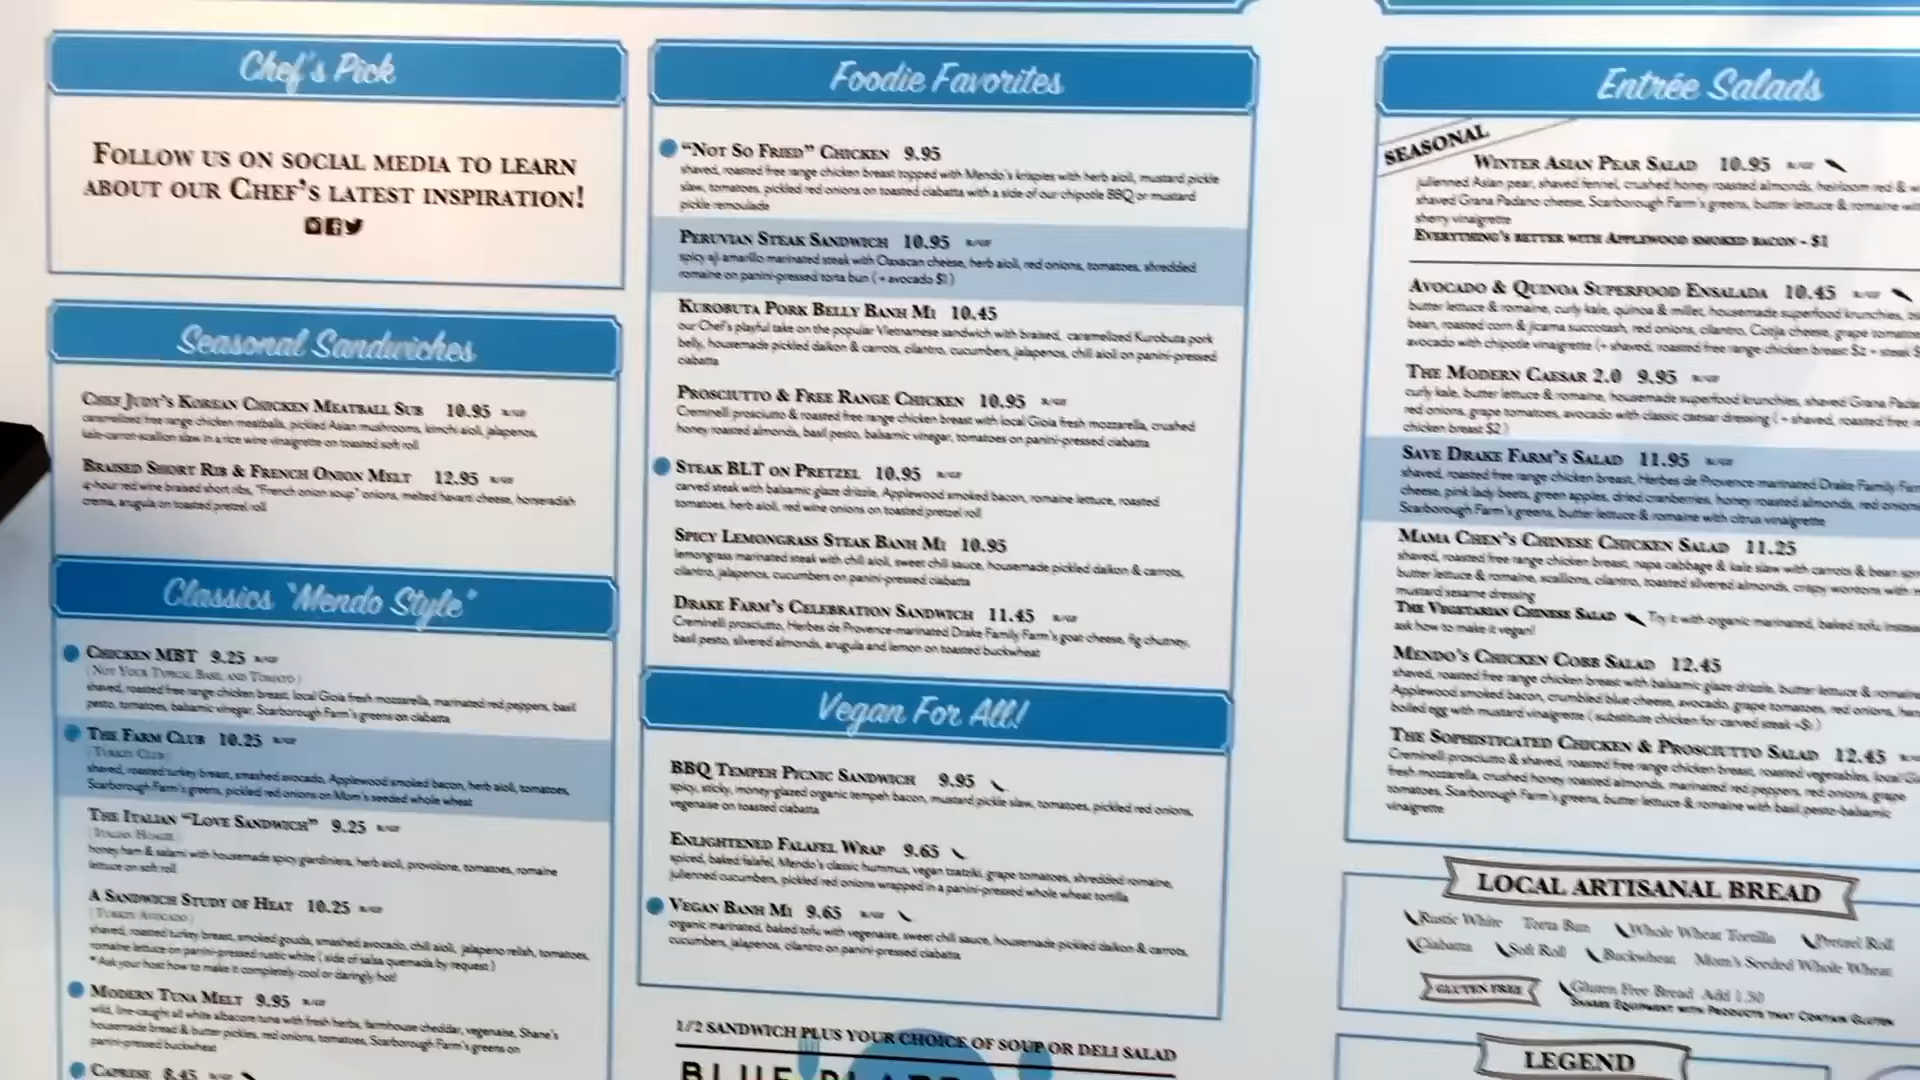 Chef's Pick
Follow us on social media to learn
about our Chef's latest inspiration!
Seasonal Sandwiches
Chef Judy's Korean Chicken Meatball Sub 10.95
caramelized free range chicken meatballs, pickled Asian mushrooms, kimchi aioli, jalapenos,
kale-carrot-scallion slaw in a rice wine vinaigrette on toasted soft roll
Braised Short Rib & French Onion Melt 12.95
4-hour red wine braised short ribs, "French onion soup" onions, melted havarti cheese, horseradish
crema, arugula on toasted pretzel roll
Classics "Mendo Style"
Chicken MBT 9.25
(Not Your Typical Basil and Tomato)
shaved, roasted free range chicken breast, local Gioia fresh mozzarella, marinated red peppers, basil
pesto, tomatoes, balsamic vinegar, Scarborough Farm's greens on ciabatta
The Farm Club 10.25
(Turkey Club)
shaved, roasted turkey breast, smashed avocado, Applewood smoked bacon, herb aioli, tomatoes,
Scarborough Farm's greens, pickled red onions on Mom's seeded whole wheat
The Italian "Love Sandwich" 9.25
(Italian Hoagie)
honey ham & salami with housemade spicy giardiniera, herb aioli, provolone, tomatoes, romaine
lettuce on soft roll
A Sandwich Study of Heat 10.25
(Turkey Avocado)
shaved, roasted turkey breast, smoked gouda, smashed avocado, chili aioli, jalapeno relish, tomatoes,
romaine lettuce on panini-pressed rustic white (side of salsa quemada by request)
*Ask your host how to make it completely cool or daringly hot!
Modern Tuna Melt 9.95
wild, line-caught all white albacore tuna with fresh herbs, farmhouse cheddar, vegenaise, Shane's
housemade bread & butter pickles, red onions, tomatoes, Scarborough Farm's greens on
panini-pressed buckwheat
Caprese 8.45
Foodie Favorites
"Not So Fried" Chicken 9.95
shaved, roasted free range chicken breast topped with Mendo's krispies with herb aioli, mustard pickle
slaw, tomatoes, pickled red onions on toasted ciabatta with a side of our chipotle BBQ or mustard
pickle remoulade
Peruvian Steak Sandwich 10.95
spicy aji amarillo marinated steak with Oaxacan cheese, herb aioli, red onions, tomatoes, shredded
romaine on panini-pressed torta bun (+ avocado $1)
Kurobuta Pork Belly Banh Mi 10.45
our Chef's playful take on the popular Vietnamese sandwich with braised, caramelized Kurobuta pork
belly, housemade pickled daikon & carrots, cilantro, cucumbers, jalapenos, chili aioli on panini-pressed
ciabatta
Prosciutto & Free Range Chicken 10.95
Creminelli prosciutto & roasted free range chicken breast with local Gioia fresh mozzarella, crushed
honey roasted almonds, basil pesto, balsamic vinegar, tomatoes on panini-pressed ciabatta
Steak BLT on Pretzel 10.95
carved steak with balsamic glaze drizzle, Applewood smoked bacon, romaine lettuce, roasted
tomatoes, herb aioli, red wine onions on toasted pretzel roll
Spicy Lemongrass Steak Banh Mi 10.95
lemongrass marinated steak with chili aioli, sweet chili sauce, housemade pickled daikon & carrots,
cilantro, jalapenos, cucumbers on panini-pressed ciabatta
Drake Farm's Celebration Sandwich 11.45
Creminelli prosciutto, Herbes de Provence-marinated Drake Family Farm's goat cheese, fig chutney,
basil pesto, slivered almonds, arugula and lemon on toasted buckwheat
Vegan For All!
BBQ Tempeh Picnic Sandwich 9.95
spicy, sticky, money-glazed organic tempeh bacon, mustard pickle slaw, tomatoes, pickled red onions,
vegenaise on toasted ciabatta
Enlightened Falafel Wrap 9.65
spiced, baked falafel, Mendo's classic hummus, vegan tzatziki, grape tomatoes, shredded romaine,
julienned cucumbers, pickled red onions wrapped in a panini-pressed whole wheat tortilla
Vegan Banh Mi 9.65
organic marinated, baked tofu with vegenaise, sweet chili sauce, housemade pickled daikon & carrots,
cucumbers, jalapenos, cilantro on panini-pressed ciabatta
1/2 SANDWICH PLUS YOUR CHOICE OF SOUP OR DELI SALAD
Entrée Salads
SEASONAL
Winter Asian Pear Salad 10.95
julienned Asian pear, shaved fennel, crushed honey roasted almonds, heirloom red &
shaved Grana Padano cheese, Scarborough Farm's greens, butter lettuce & romaine
sherry vinaigrette
Everything's better with Applewood smoked bacon - $1
Avocado & Quinoa Superfood Ensalada 10.45
butter lettuce & romaine, curly kale, quinoa & millet, housemade superfood krunchies,
bean, roasted corn & jicama succotash, red onions, cilantro, Cotija cheese, grape
avocado with chipotle vinaigrette (+ shaved, roasted free range chicken breast $2 + steak
The Modern Caesar 2.0 9.95
curly kale, butter lettuce & romaine, housemade superfood krunchies, shaved Grana
red onions, grape tomatoes, avocado with classic caesar dressing (+ shaved, roasted free
chicken breast $2)
Save Drake Farm's Salad 11.95
shaved, roasted free range chicken breast, Herbes de Provence marinated Drake Family
cheese, pink lady beets, green apples, dried cranberries, honey roasted almonds, red
Scarborough Farm's greens, butter lettuce & romaine with citrus vinaigrette
Mama Chen's Chinese Chicken Salad 11.25
shaved, roasted free range chicken breast, napa cabbage & kale slaw with carrots & bean
butter lettuce & romaine, scallions, cilantro, toasted slivered almonds, crispy wontons with
mustard sesame dressing
The Vegetarian Chinese Salad Try it with organic marinated, baked tofu
ask how to make it vegan!
Mendo's Chicken Cobb Salad 12.45
shaved, roasted free range chicken breast with balsamic glaze drizzle, butter lettuce &
Applewood smoked bacon, crumbled blue cheese, avocado, grape tomatoes, red onions,
boiled egg with mustard vinaigrette (substitute chicken for carved steak
The Sophisticated Chicken & Prosciutto Salad 12.45
Creminelli prosciutto & shaved, roasted free range chicken breast, roasted vegetables, local
fresh mozzarella, crushed honey roasted almonds, marinated red peppers, red onions, grape
tomatoes, Scarborough Farm's greens, butter lettuce & romaine with basil pesto-balsamic
vinaigrette
LOCAL ARTISANAL BREAD
Rustic White Torta Bun Whole Wheat Tortilla Pretzel Roll
Ciabatta Soft Roll Buckwheat Mom's Seeded Whole Wheat
GLUTEN FREE Gluten Free Bread Add 1.50
Shares Equipment with Products that Contain Gluten
LEGEND